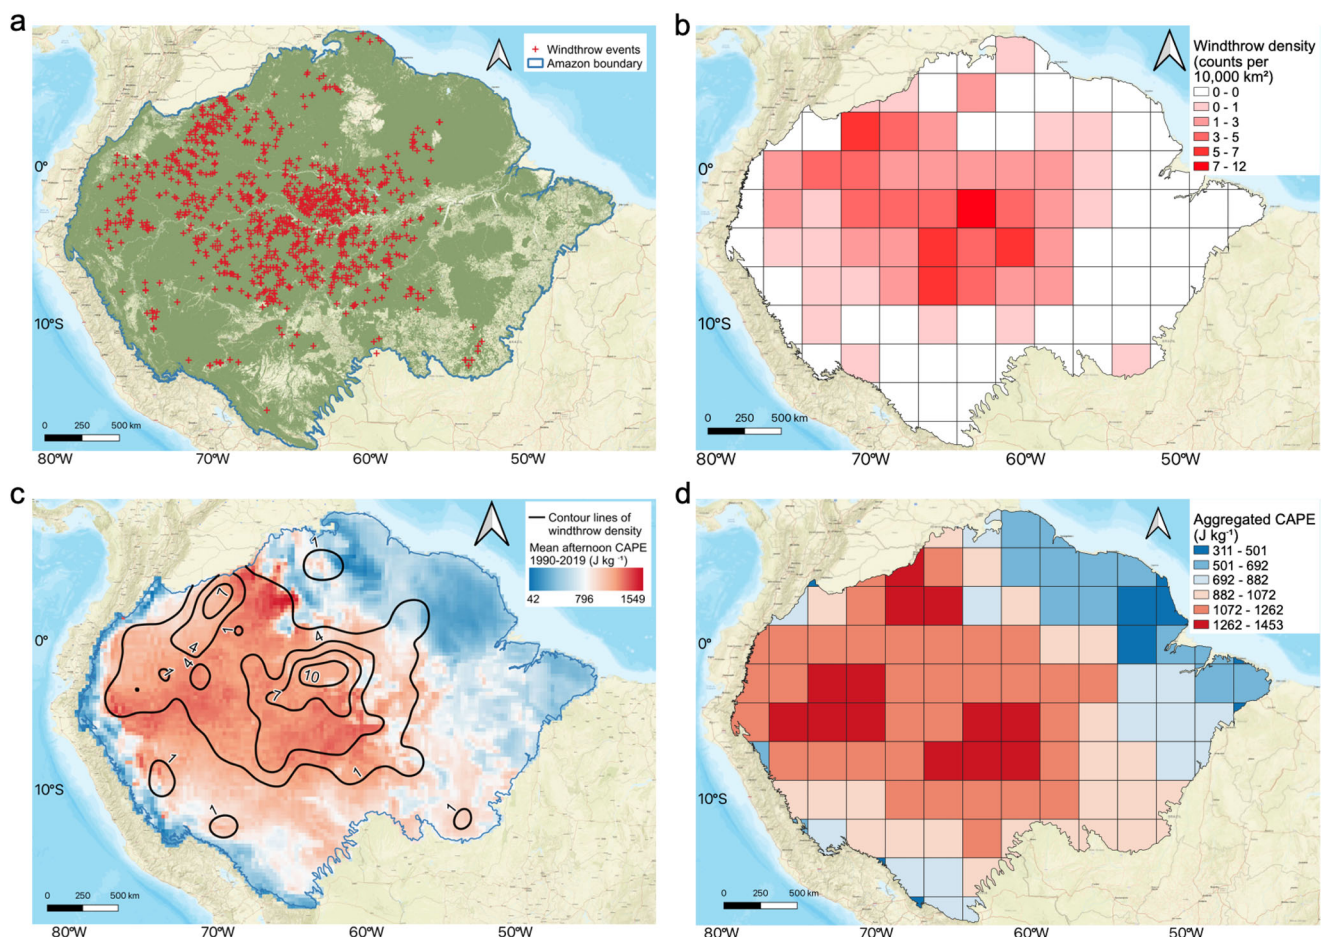 a
Windthrow events
Amazon boundary
0°
10°S
0 250 500 km
80°W 70°W 60°W 50°W
b
Windthrow density
(counts per
10,000 km²)
0 - 0
0 - 1
1 - 3
3 - 5
5 - 7
7 - 12
0°
10°S
0 250 500 km
80°W 70°W 60°W 50°W
c
Contour lines of
windthrow density
Mean afternoon CAPE
1990-2019 (J kg ⁻¹)
42 796 1549
1
7
1
4
4
4
4
10
7
1
1
1
1
0°
10°S
0 250 500 km
80°W 70°W 60°W 50°W
d
Aggregated CAPE
(J kg⁻¹)
311 - 501
501 - 692
692 - 882
882 - 1072
1072 - 1262
1262 - 1453
0°
10°S
0 250 500 km
80°W 70°W 60°W 50°W